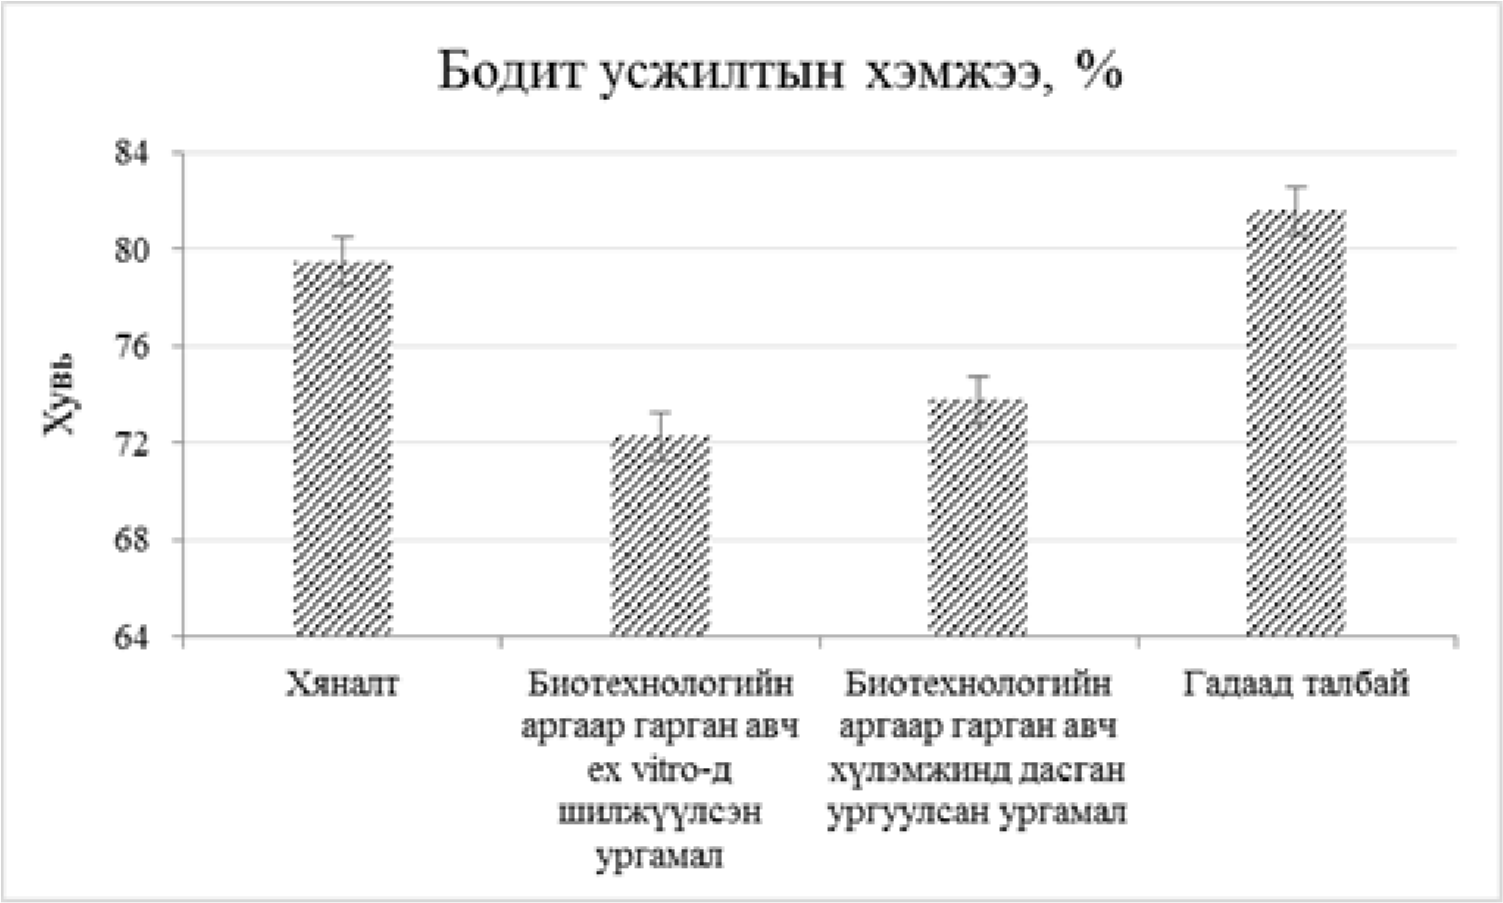 Бодит усжилтын хэмжээ, %
84
80
76
72
68
64
Хувь
Хяналт
Биотехнологийн
аргаар гарган авч
ex vitro-д
шилжүүлсэн
ургамал
Биотехнологийн
аргаар гарган авч
хүлэмжинд дасган
ургуулсан ургамал
Гадаад талбай